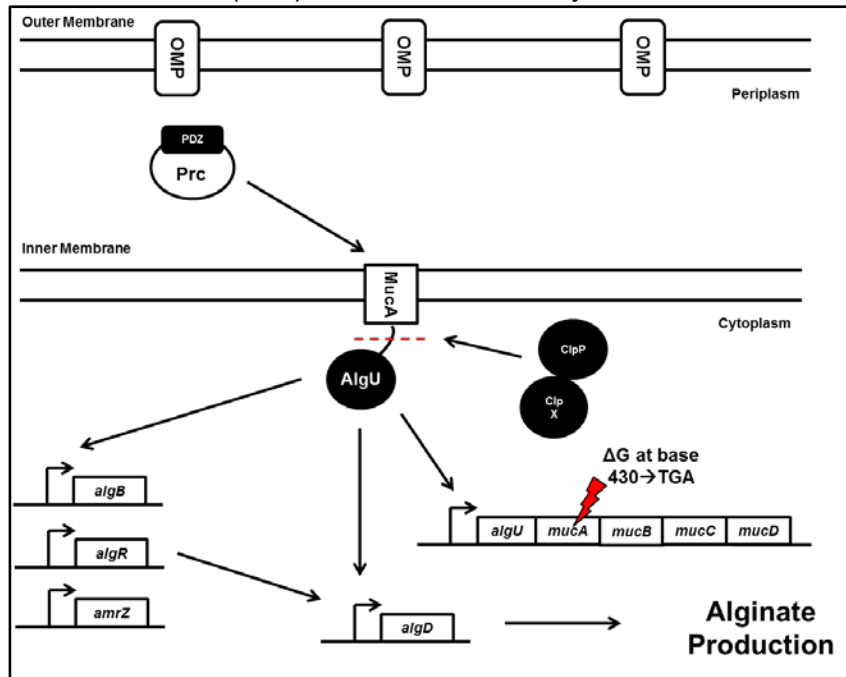 Outer Membrane
OMP
OMP
OMP
Periplasm
PDZ
Prc
Inner Membrane
MucA
Cytoplasm
AlgU
ClpP
Clp
X
ΔG at base
430→TGA
algB
algU mucA mucB mucC mucD
algR
amrZ
algD
Alginate
Production